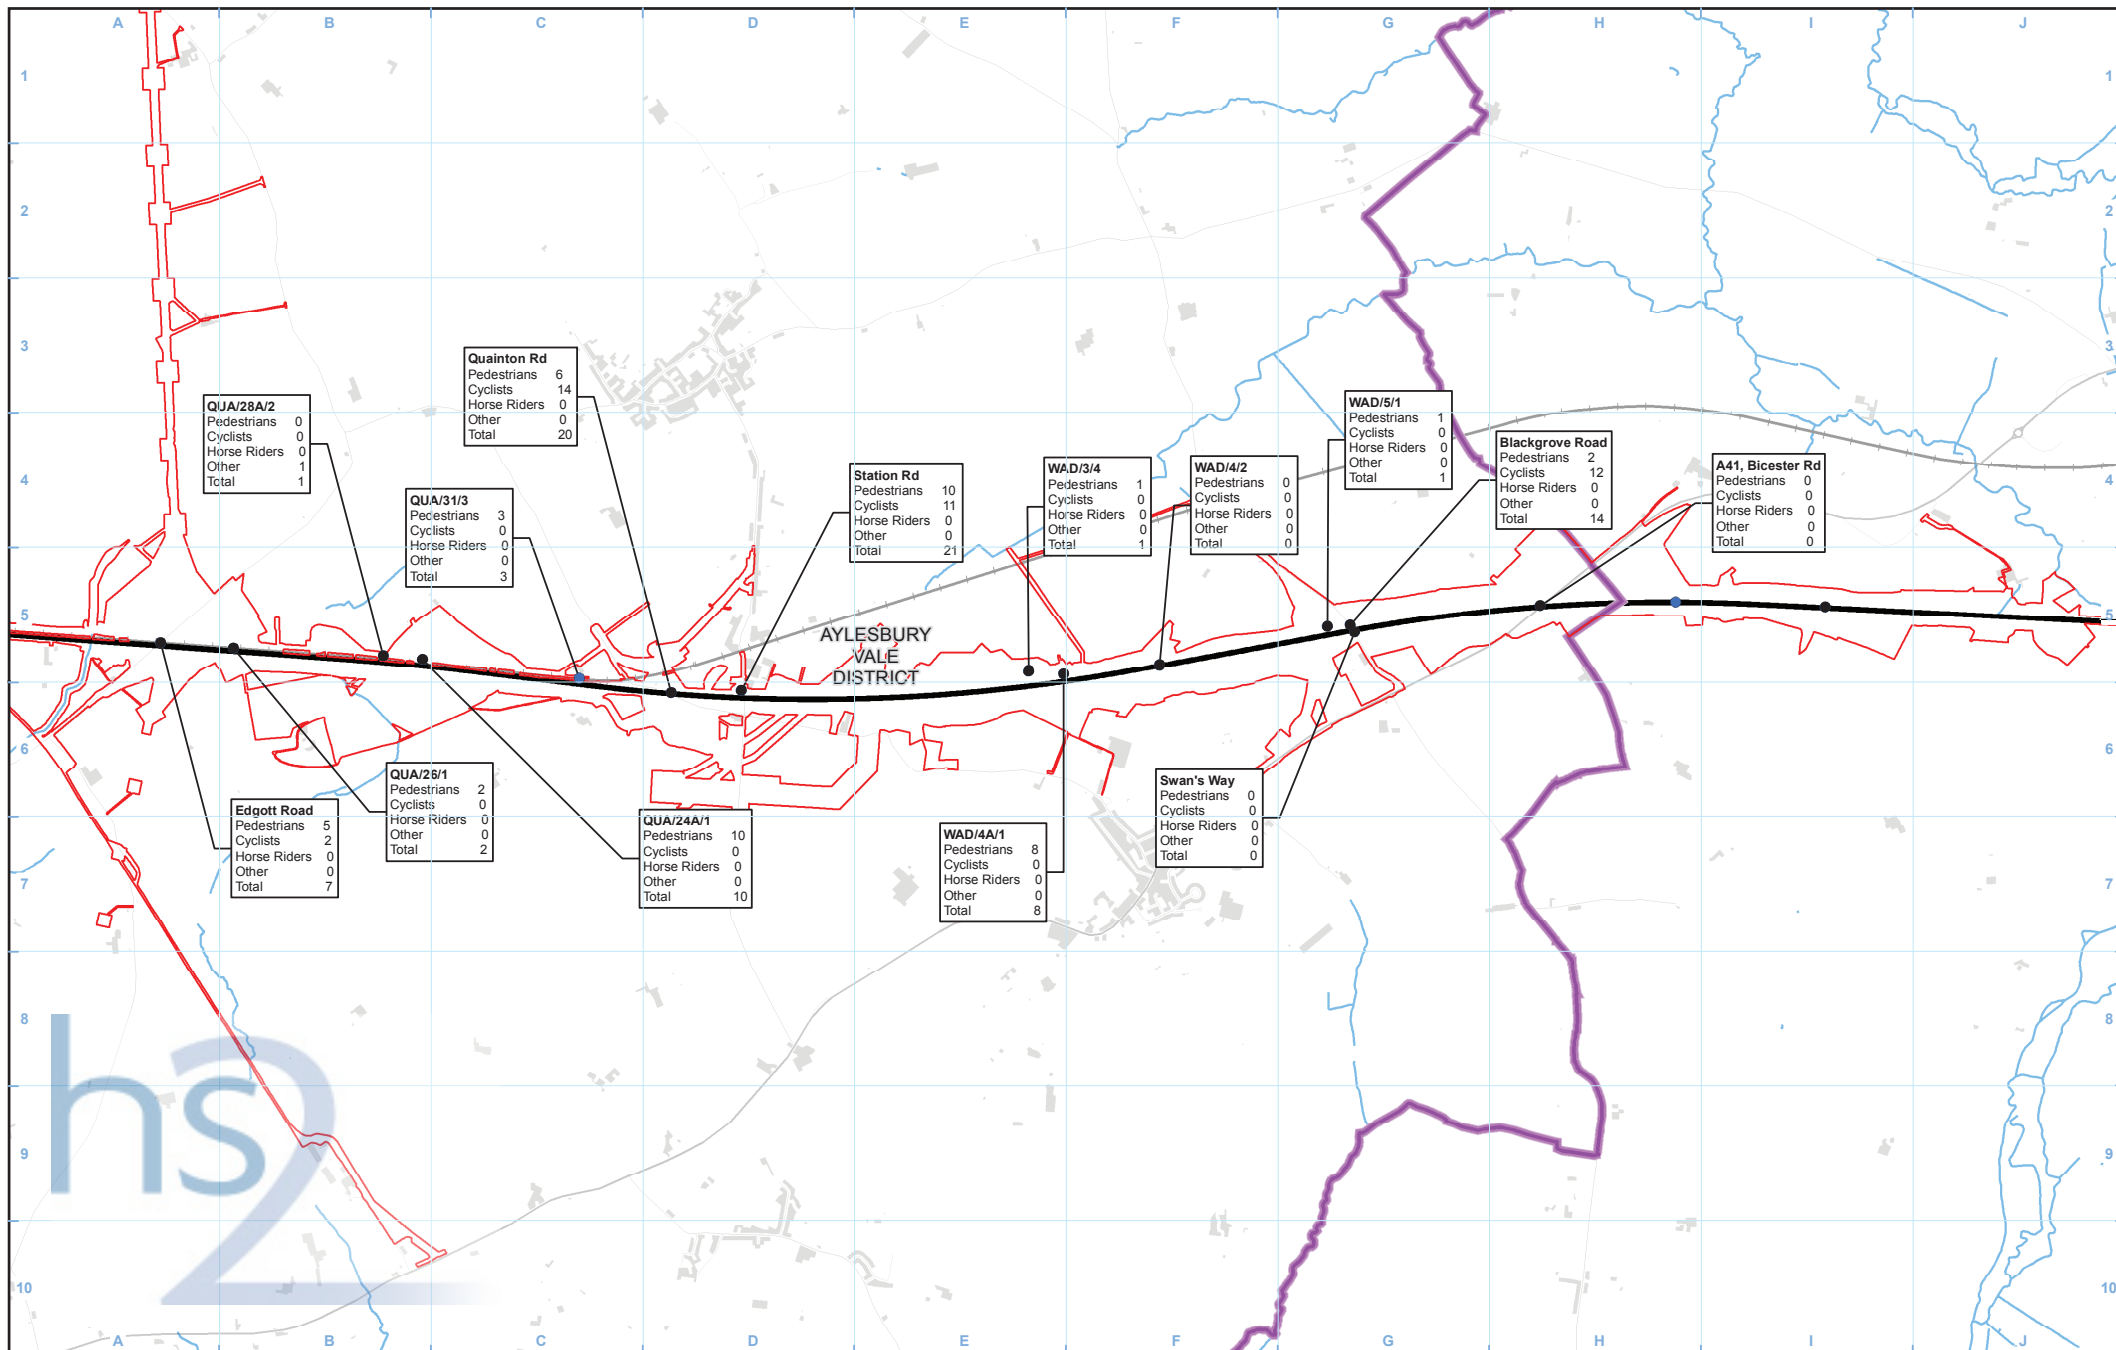 A B C D E F G H I J
1 1
2 2
3 3
Quainton Rd
Pedestrians 6
Cyclists 14
Horse Riders 0
Other 0
Total 20
QUA/28A/2
Pedestrians 0
Cyclists 0
Horse Riders 0
Other 1
Total 1
WAD/5/1
Pedestrians 1
Cyclists 0
Horse Riders 0
Other 0
Total 1
Blackgrove Road
Pedestrians 2
Cyclists 12
Horse Riders 0
Other 0
Total 14
A41, Bicester Rd
Pedestrians 0
Cyclists 0
Horse Riders 0
Other 0
Total 0
4 4
Station Rd
Pedestrians 10
Cyclists 11
Horse Riders 0
Other 0
Total 21
WAD/3/4
Pedestrians 1
Cyclists 0
Horse Riders 0
Other 0
Total 1
WAD/4/2
Pedestrians 0
Cyclists 0
Horse Riders 0
Other 0
Total 0
QUA/31/3
Pedestrians 3
Cyclists 0
Horse Riders 0
Other 0
Total 3
5 5
AYLESBURY
VALE
DISTRICT
6 6
QUA/26/1
Pedestrians 2
Cyclists 0
Horse Riders 0
Other 0
Total 2
Swan's Way
Pedestrians 0
Cyclists 0
Horse Riders 0
Other 0
Total 0
Edgott Road
Pedestrians 5
Cyclists 2
Horse Riders 0
Other 0
Total 7
QUA/24A/1
Pedestrians 10
Cyclists 0
Horse Riders 0
Other 0
Total 10
WAD/4A/1
Pedestrians 8
Cyclists 0
Horse Riders 0
Other 0
Total 8
7 7
8 8
hs2
9 9
10 10
A B C D E F G H I J